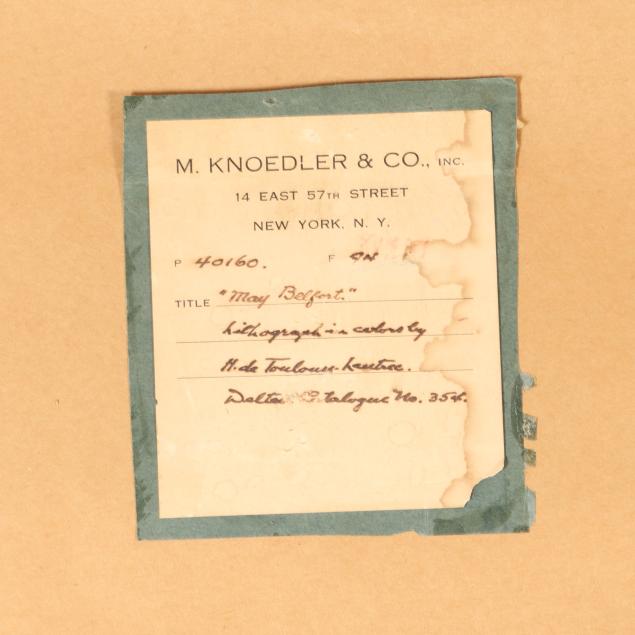 M. KNOEDLER & CO., INC.
14 EAST 57TH STREET
NEW YORK, N. Y.
P 40160. F
TITLE "May Belfort."
Lithograph in colors by
H. de Toulouse-Lautrec.
Catalogue No. 354.